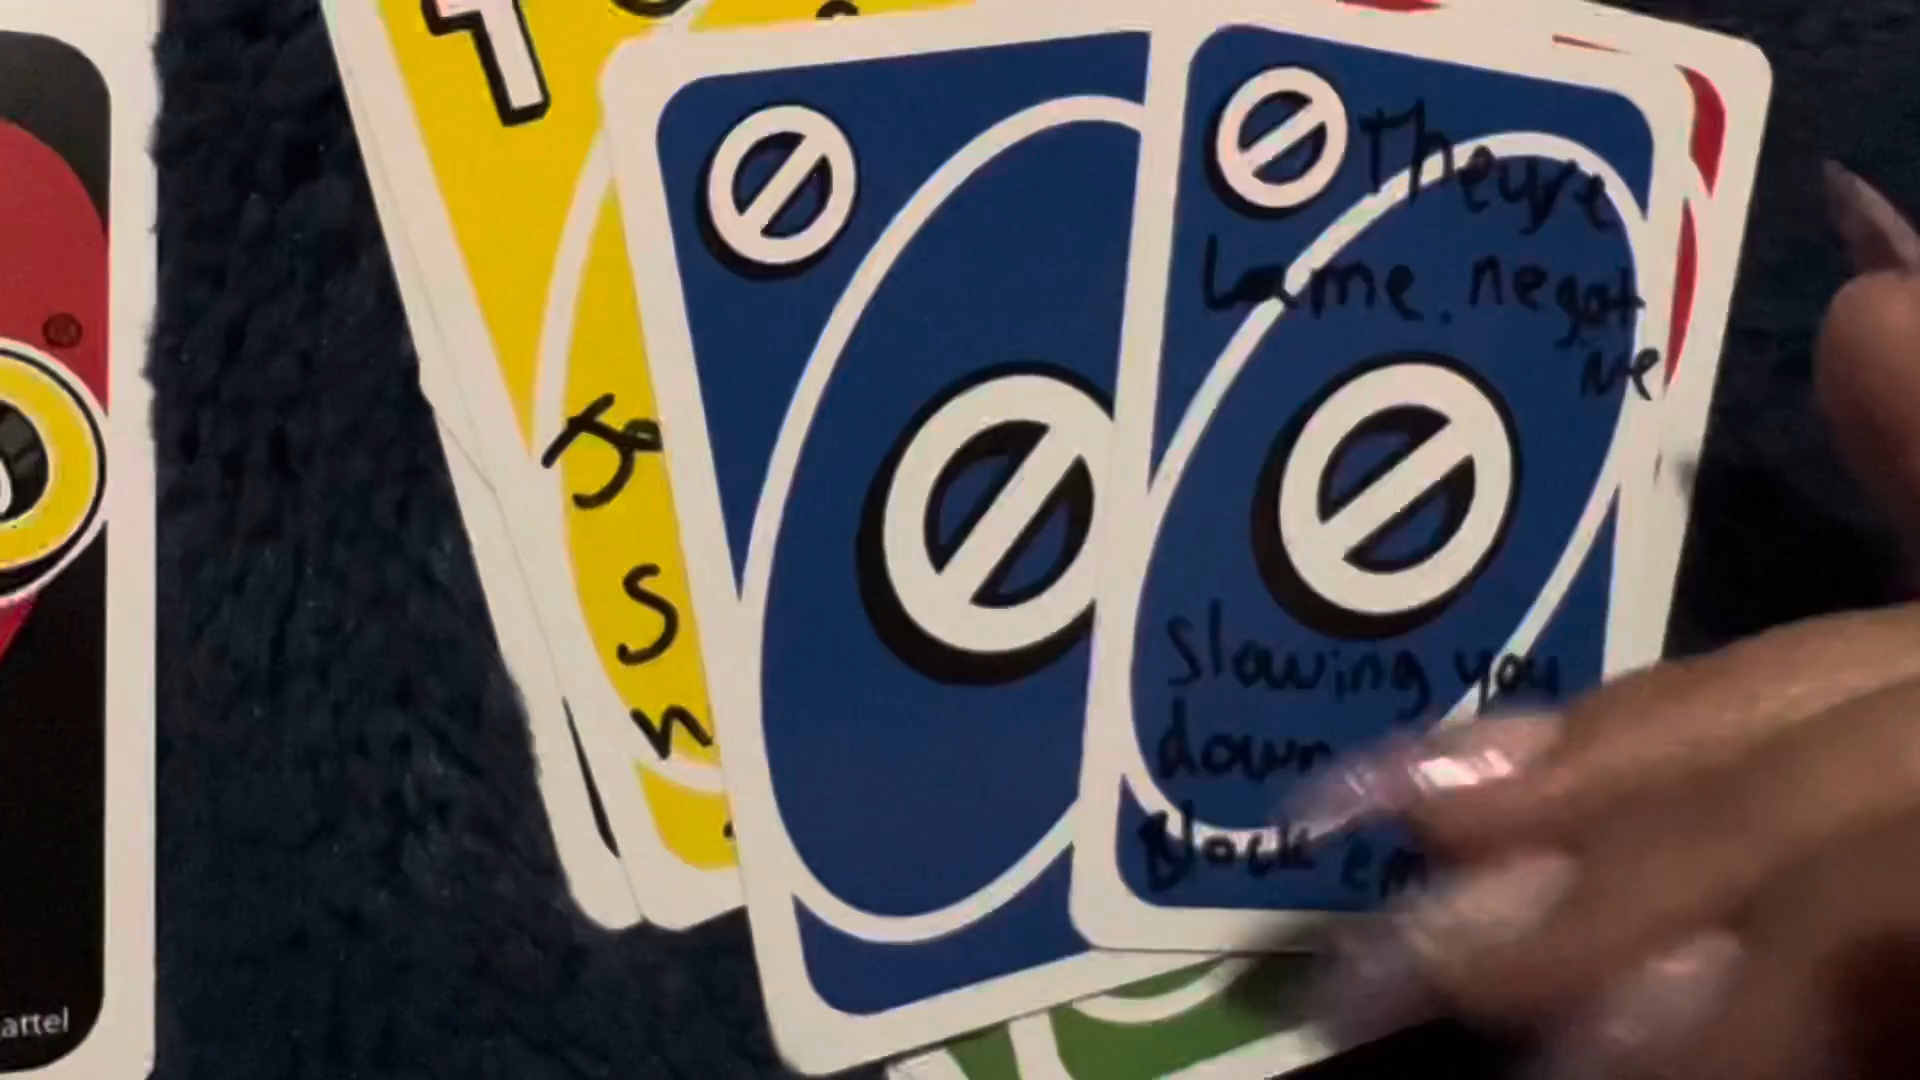 Theyre
Lame. negat
ive
Slowing you
down
Block em
S
n
attel